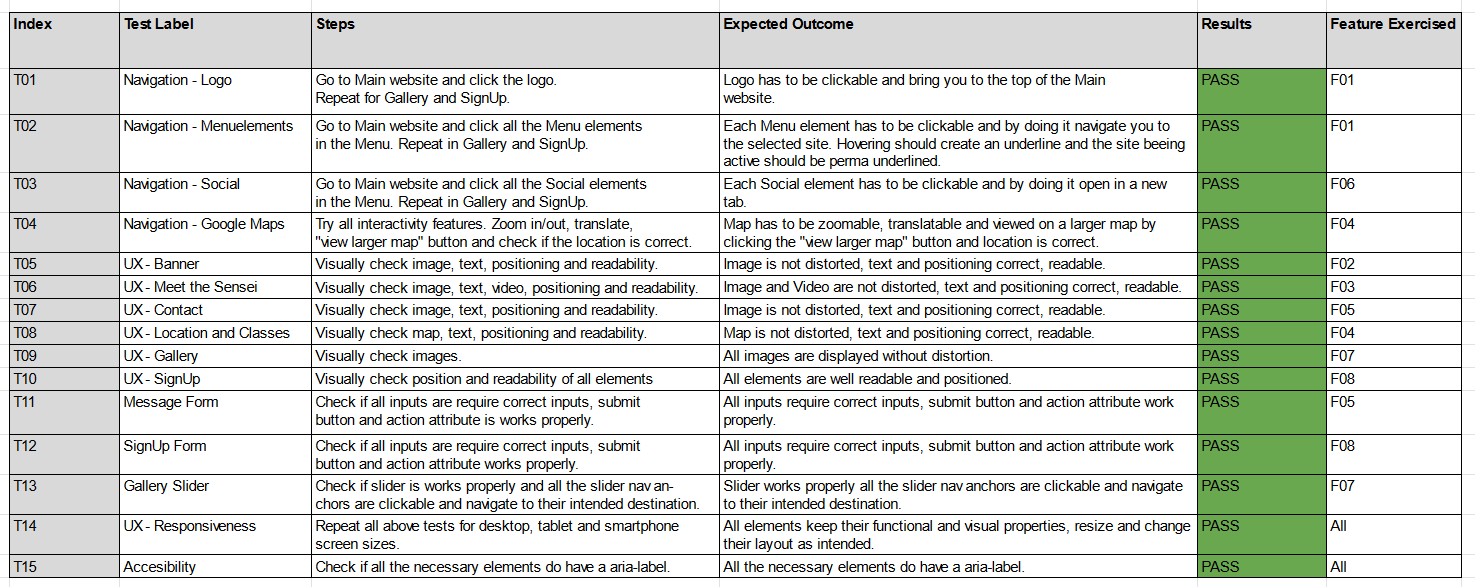 Index Test Label Steps Expected Outcome Results Feature Exercised
T01 Navigation - Logo Go to Main website and click the logo. Logo has to be clickable and bring you to the top of the Main PASS F01
Repeat for Gallery and SignUp. website.
T02 Navigation - Menuelements Go to Main website and click all the Menu elements Each Menu element has to be clickable and by doing it navigate you to PASS F01
in the Menu. Repeat in Gallery and SignUp. the selected site. Hovering should create an underline and the site beeing
active should be perma underlined.
T03 Navigation - Social Go to Main website and click all the Social elements Each Social element has to be clickable and by doing it open in a new PASS F06
in the Menu. Repeat in Gallery and SignUp. tab.
T04 Navigation - Google Maps Try all interactivity features. Zoom in/out, translate, Map has to be zoomable, translatable and viewed on a larger map by PASS F04
"view larger map" button and check if the location is correct. clicking the "view larger map" button and location is correct.
T05 UX - Banner Visually check image, text, positioning and readability. Image is not distorted, text and positioning correct, readable. PASS F02
T06 UX - Meet the Sensei Visually check image, text, video, positioning and readability. Image and Video are not distorted, text and positioning correct, readable. PASS F03
T07 UX - Contact Visually check image, text, positioning and readability. Image is not distorted, text and positioning correct, readable. PASS F05
T08 UX - Location and Classes Visually check map, text, positioning and readability. Map is not distorted, text and positioning correct, readable. PASS F04
T09 UX - Gallery Visually check images. All images are displayed without distortion. PASS F07
T10 UX - SignUp Visually check position and readability of all elements All elements are well readable and positioned. PASS F08
T11 Message Form Check if all inputs are require correct inputs, submit All inputs require correct inputs, submit button and action attribute work PASS F05
button and action attribute is works properly. properly.
T12 SignUp Form Check if all inputs are require correct inputs, submit All inputs require correct inputs, submit button and action attribute work PASS F08
button and action attribute works properly. properly.
T13 Gallery Slider Check if slider is works properly and all the slider nav an- Slider works properly all the slider nav anchors are clickable and navigate PASS F07
chors are clickable and navigate to their intended destination. to their intended destination.
T14 UX - Responsiveness Repeat all above tests for desktop, tablet and smartphone All elements keep their functional and visual properties, resize and change PASS All
screen sizes. their layout as intended.
T15 Accesibility Check if all the necessary elements do have a aria-label. All the necessary elements do have a aria-label. PASS All